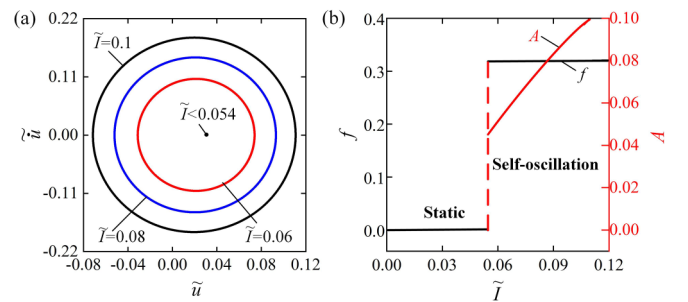 (a)
0.22
0.11
0.00
-0.11
-0.22
-0.08
-0.04
0.00
0.04
0.08
0.12
ũ̇
ũ
Ĩ=0.1
Ĩ<0.054
Ĩ=0.08
Ĩ=0.06
(b)
0.4
0.3
0.2
0.1
0.0
f
0.00
0.03
0.06
0.09
0.12
Ĩ
A
f
Self-oscillation
Static
0.10
0.08
0.06
0.04
0.02
0.00
A